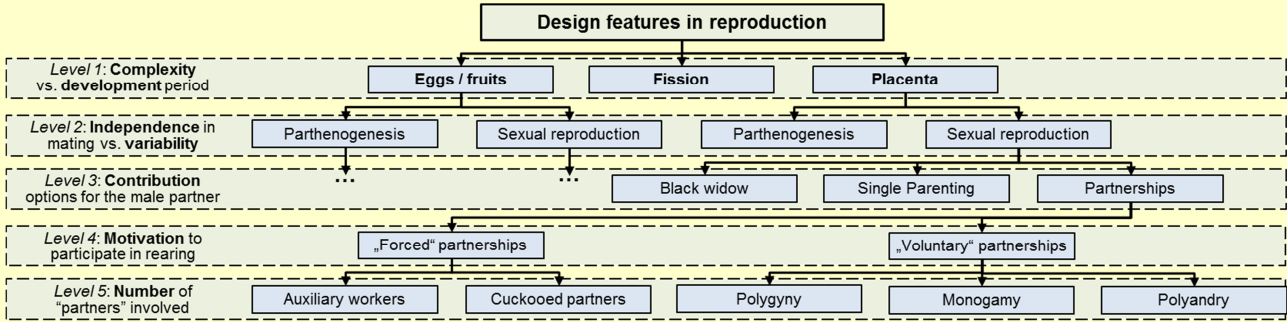 Design features in reproduction
Level 1: Complexity
vs. development period
Eggs / fruits
Fission
Placenta
Level 2: Independence in
mating vs. variability
Parthenogenesis
Sexual reproduction
Parthenogenesis
Sexual reproduction
Level 3: Contribution
options for the male partner
...
...
Black widow
Single Parenting
Partnerships
Level 4: Motivation to
participate in rearing
„Forced“ partnerships
„Voluntary“ partnerships
Level 5: Number of
“partners” involved
Auxiliary workers
Cuckooed partners
Polygyny
Monogamy
Polyandry